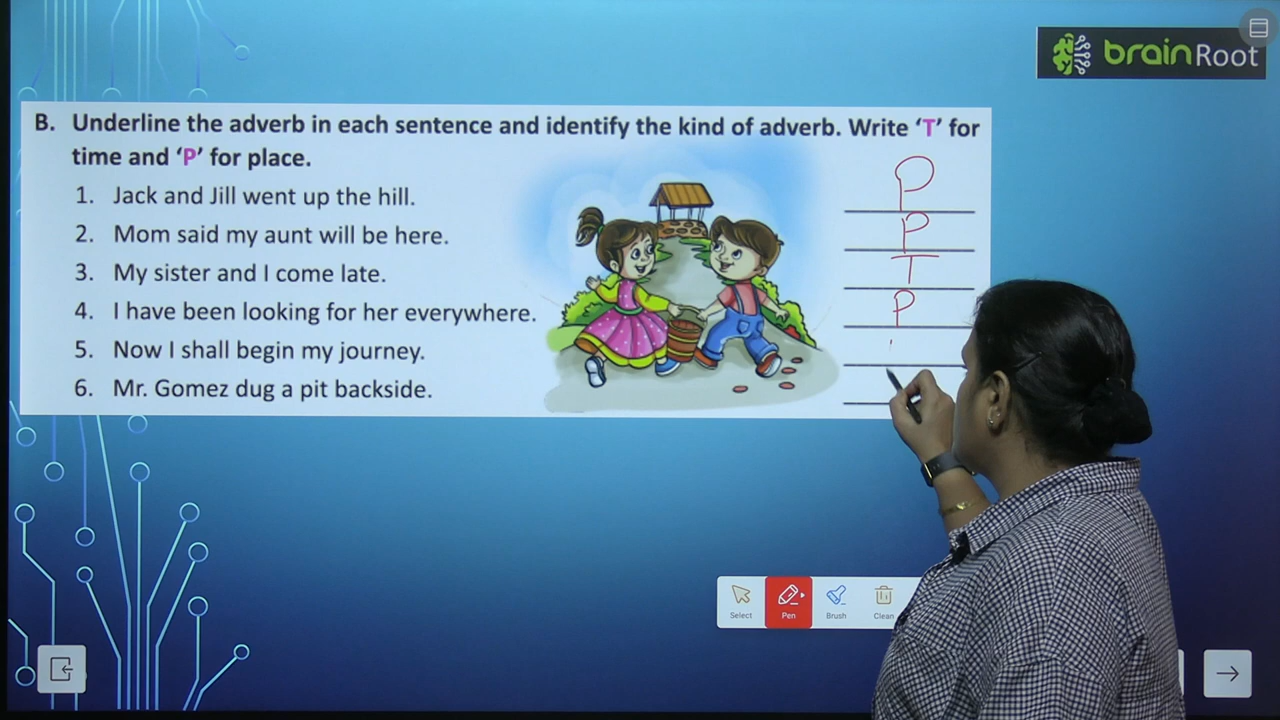 brainRoot
B. Underline the adverb in each sentence and identify the kind of adverb. Write ‘T’ for
time and ‘P’ for place.
1. Jack and Jill went up the hill. P
2. Mom said my aunt will be here. P
3. My sister and I come late. T
4. I have been looking for her everywhere. P
5. Now I shall begin my journey.
6. Mr. Gomez dug a pit backside.
Select Pen Brush Clean